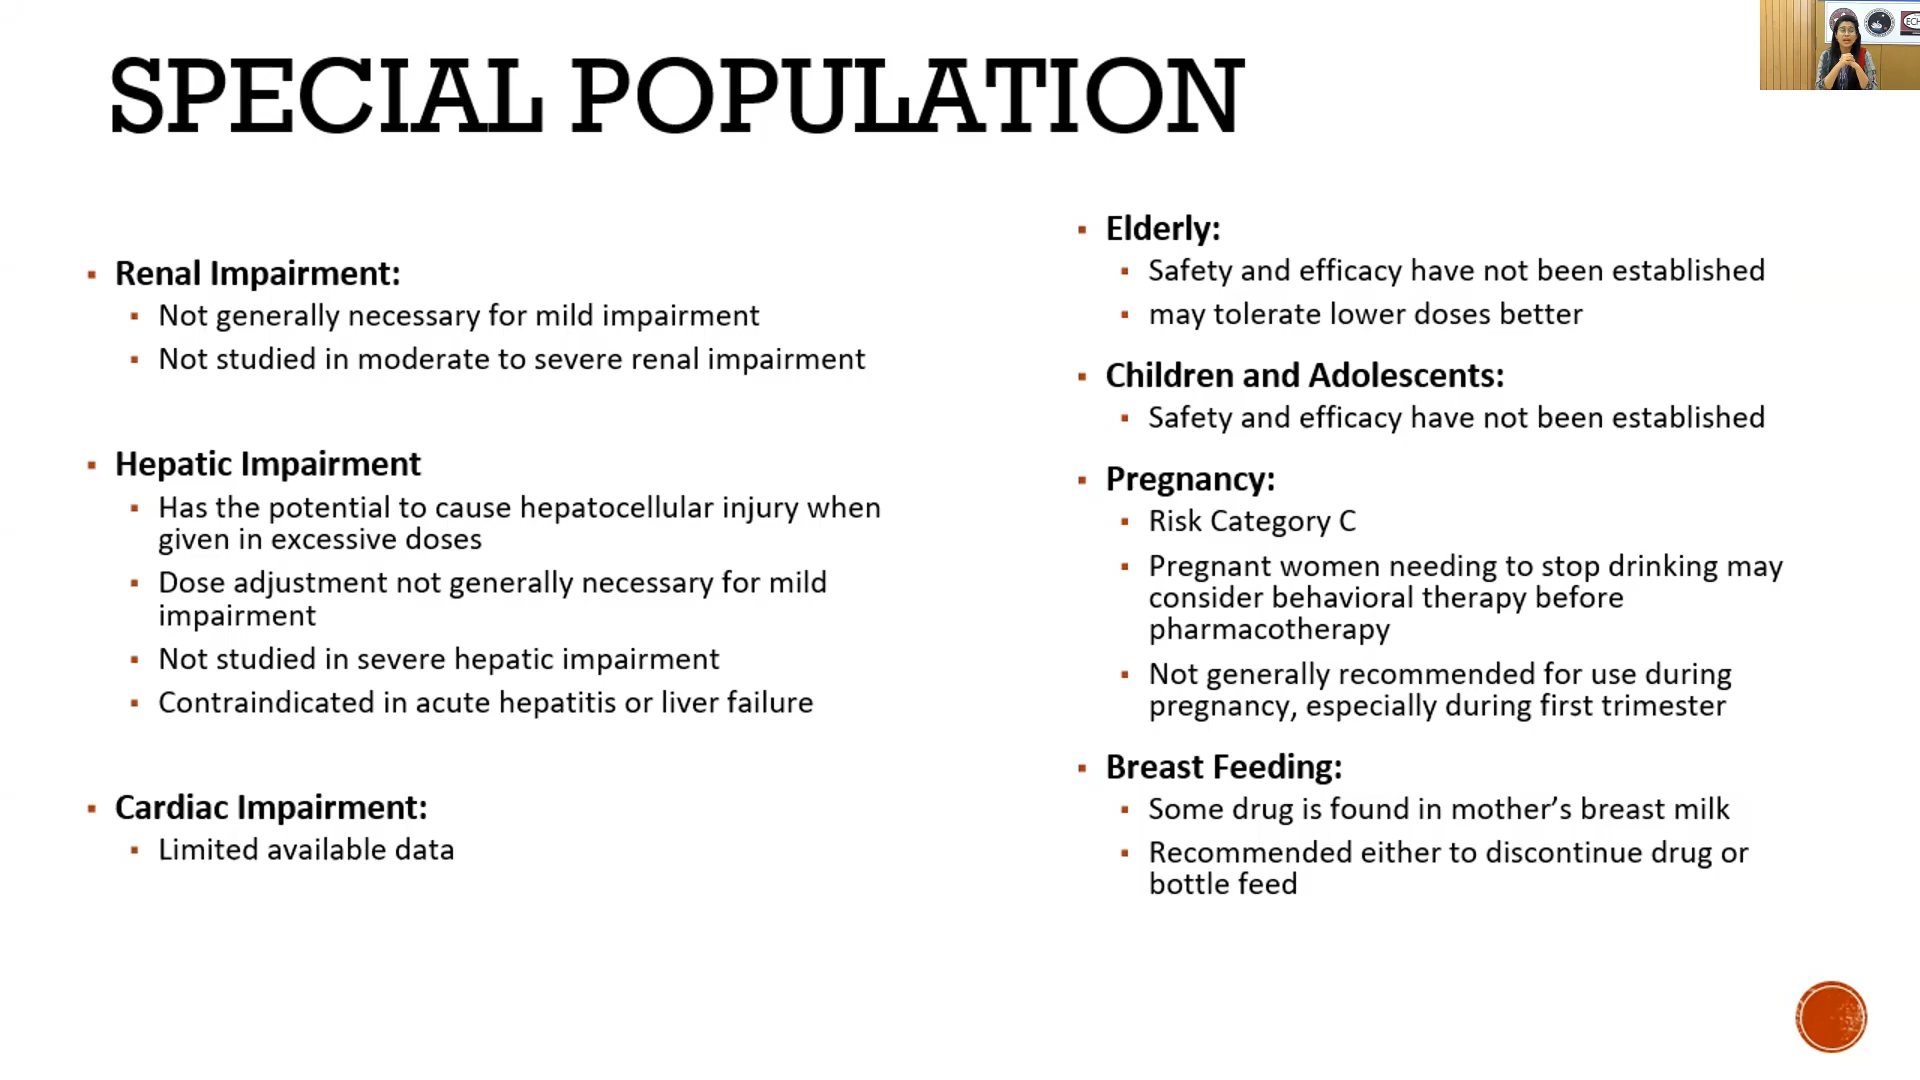 SPECIAL POPULATION
▪ Renal Impairment:
▪ Not generally necessary for mild impairment
▪ Not studied in moderate to severe renal impairment
▪ Hepatic Impairment
▪ Has the potential to cause hepatocellular injury when
given in excessive doses
▪ Dose adjustment not generally necessary for mild
impairment
▪ Not studied in severe hepatic impairment
▪ Contraindicated in acute hepatitis or liver failure
▪ Cardiac Impairment:
▪ Limited available data
▪ Elderly:
▪ Safety and efficacy have not been established
▪ may tolerate lower doses better
▪ Children and Adolescents:
▪ Safety and efficacy have not been established
▪ Pregnancy:
▪ Risk Category C
▪ Pregnant women needing to stop drinking may
consider behavioral therapy before
pharmacotherapy
▪ Not generally recommended for use during
pregnancy, especially during first trimester
▪ Breast Feeding:
▪ Some drug is found in mother’s breast milk
▪ Recommended either to discontinue drug or
bottle feed